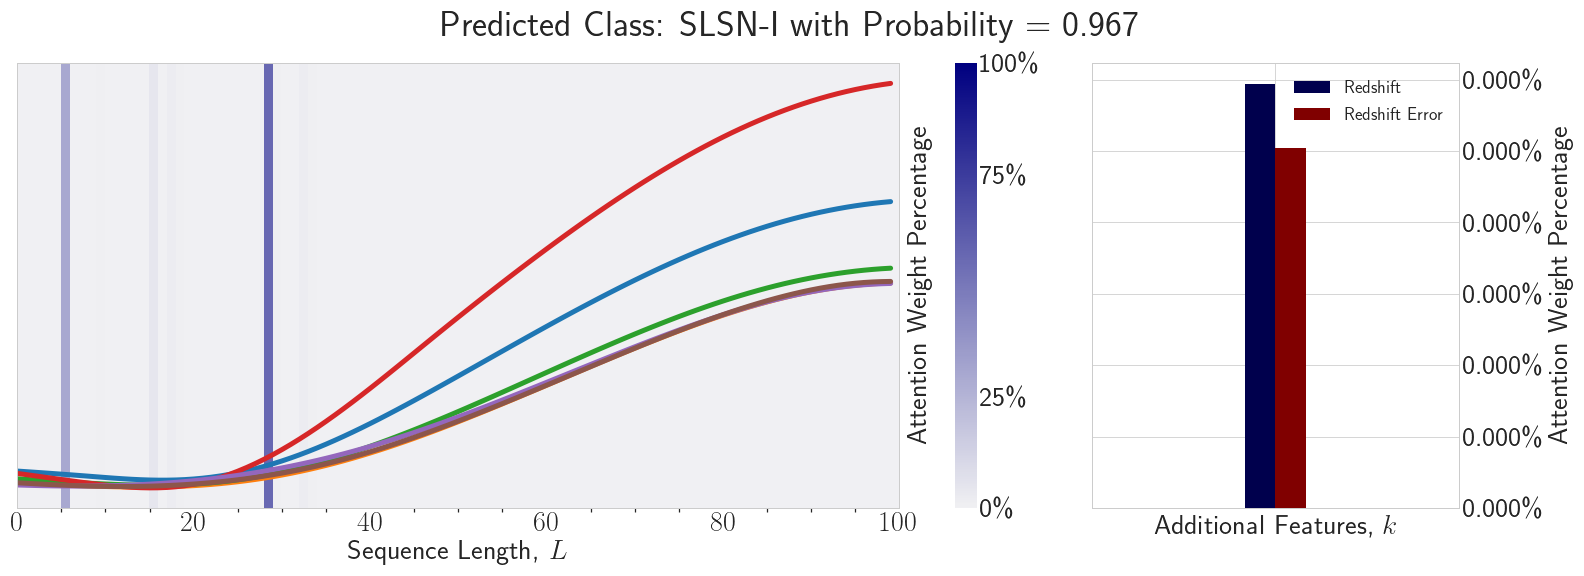 Predicted Class: SLSN-I with Probability = 0.967
0
20
40
60
80
100
Sequence Length, L
100%
75%
25%
0%
Attention Weight Percentage
Redshift
Redshift Error
0.000%
0.000%
0.000%
0.000%
0.000%
0.000%
0.000%
Attention Weight Percentage
Additional Features, k